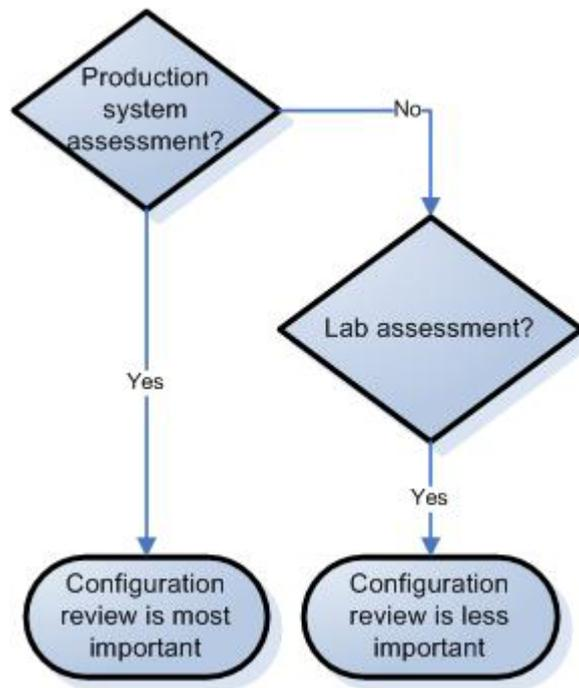 Production
system
assessment?
No
Lab assessment?
Yes
Yes
Configuration
review is most
important
Configuration
review is less
important